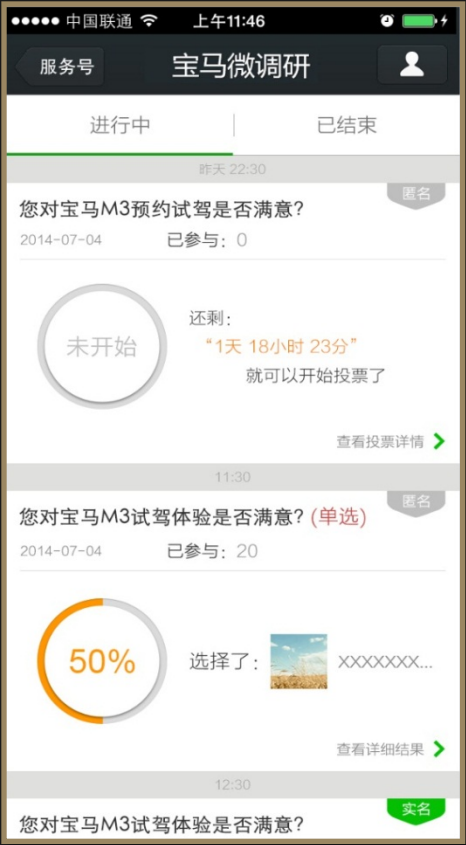 中国联通 上午11:46
服务号 宝马微调研
进行中 已结束
昨天 22:30
匿名
您对宝马M3预约试驾是否满意?
2014-07-04 已参与: 0
未开始
还剩:
“1天 18小时 23分”
就可以开始投票了
查看投票详情
11:30
匿名
您对宝马M3试驾体验是否满意? (单选)
2014-07-04 已参与: 20
50% 选择了: XXXXXXX...
查看详细结果
12:30
实名
您对宝马M3试驾体验是否满意?